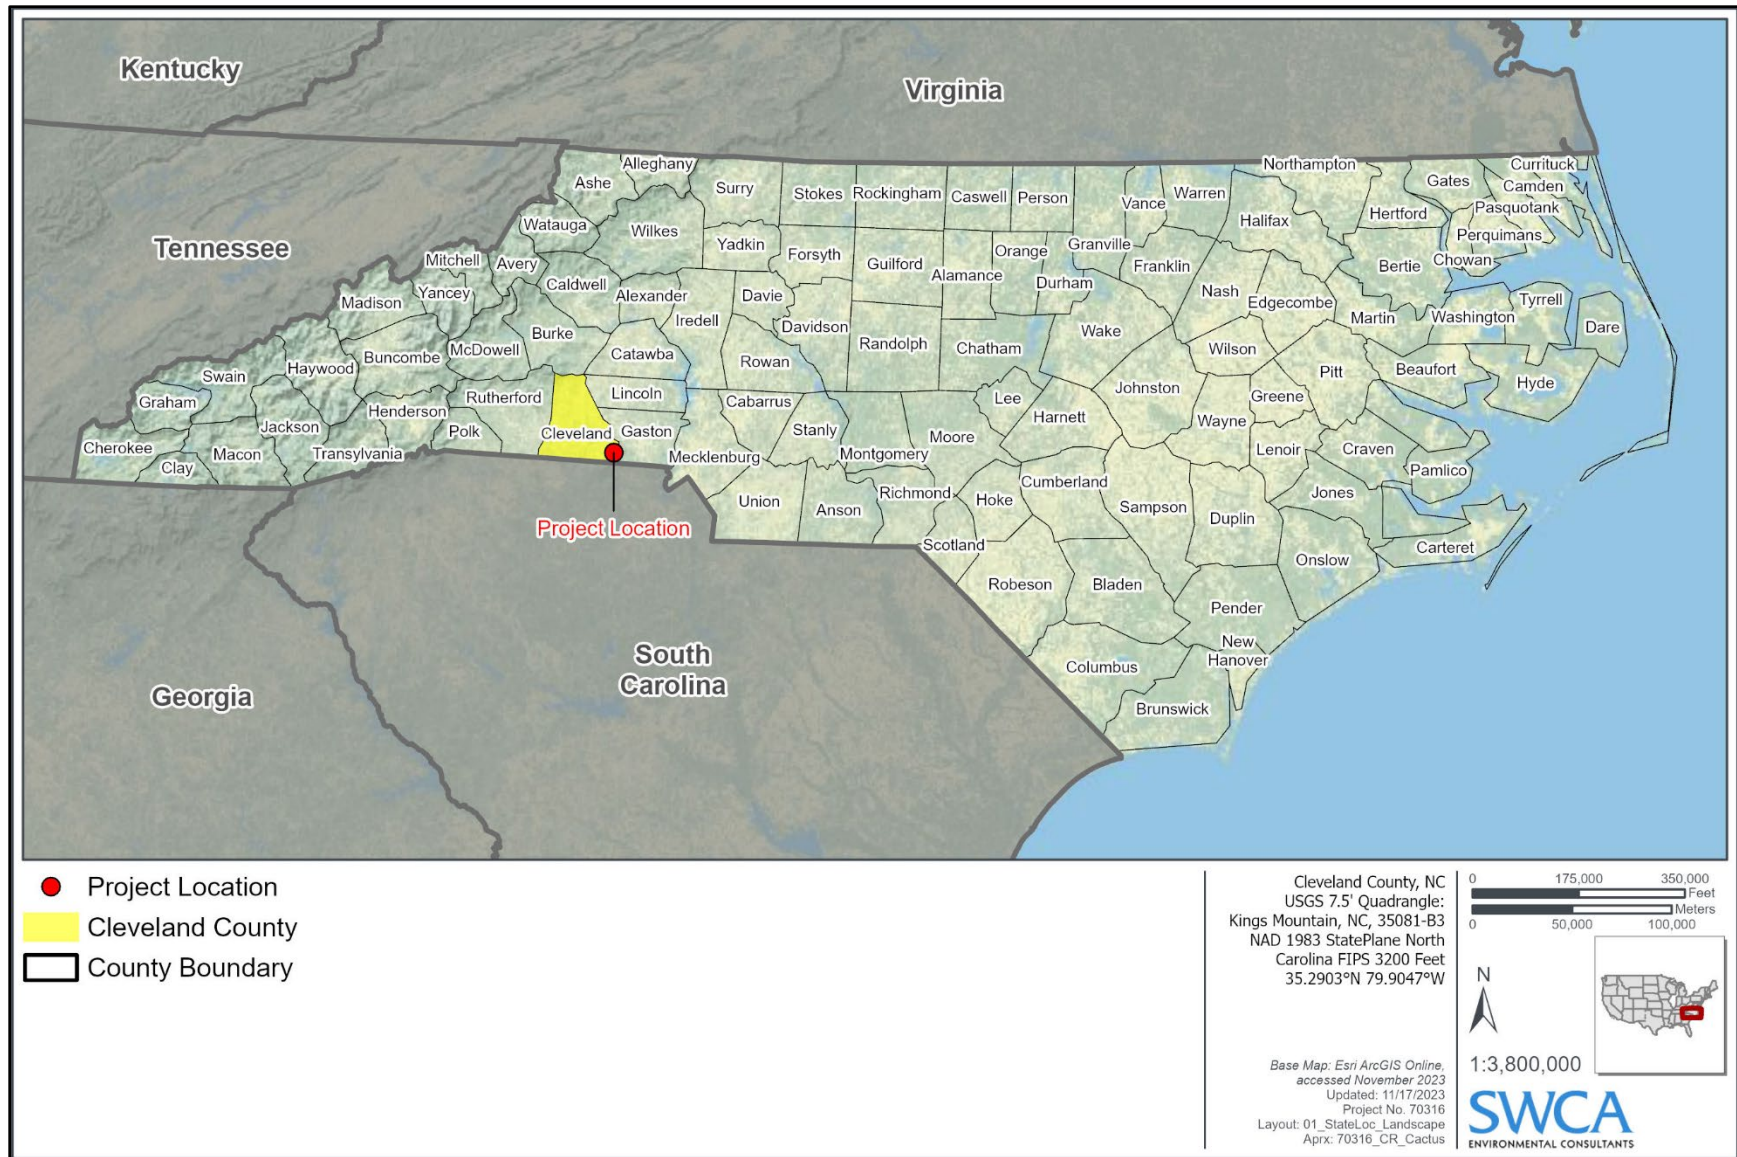 Kentucky
Virginia
Tennessee
Georgia
South
Carolina
Alleghany
Ashe
Surry
Stokes
Rockingham
Caswell
Person
Vance
Warren
Northampton
Gates
Currituck
Camden
Pasquotank
Perquimans
Chowan
Hertford
Halifax
Watauga
Wilkes
Yadkin
Forsyth
Guilford
Alamance
Orange
Durham
Granville
Franklin
Nash
Edgecombe
Bertie
Martin
Washington
Tyrrell
Dare
Mitchell
Avery
Yancey
Madison
Caldwell
Alexander
Iredell
Davie
Davidson
Randolph
Chatham
Wake
Wilson
Pitt
Beaufort
Hyde
Burke
McDowell
Buncombe
Haywood
Swain
Graham
Cherokee
Clay
Macon
Jackson
Transylvania
Henderson
Polk
Rutherford
Cleveland
Catawba
Lincoln
Gaston
Rowan
Cabarrus
Stanly
Mecklenburg
Union
Anson
Montgomery
Richmond
Moore
Lee
Harnett
Johnston
Wayne
Greene
Lenoir
Craven
Pamlico
Jones
Carteret
Onslow
Duplin
Sampson
Cumberland
Hoke
Scotland
Robeson
Bladen
Pender
New
Hanover
Columbus
Brunswick
Project Location
Project Location
Cleveland County
County Boundary
Cleveland County, NC
USGS 7.5' Quadrangle:
Kings Mountain, NC, 35081-B3
NAD 1983 StatePlane North
Carolina FIPS 3200 Feet
35.2903°N 79.9047°W
Base Map: Esri ArcGIS Online,
accessed November 2023
Updated: 11/17/2023
Project No. 70316
Layout: 01_StateLoc_Landscape
Aprx: 70316_CR_Cactus
0 175,000 350,000
Feet
Meters
0 50,000 100,000
N
1:3,800,000
SWCA
ENVIRONMENTAL CONSULTANTS